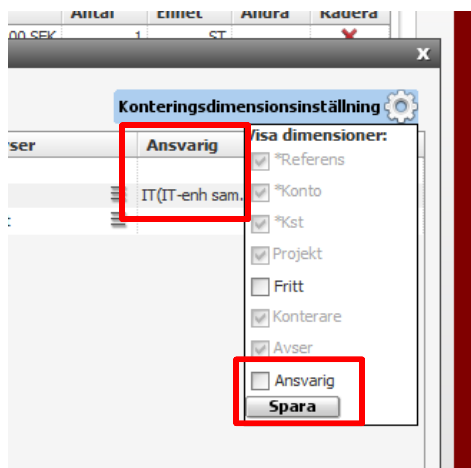 Antal Enhet Ändra Radera
00 SEK 1 ST
x
Konteringsdimensionsinställning
Ansvarig
Visa dimensioner:
*Referens
IT(IT-enh sam.
*Konto
*Kst
Projekt
Fritt
Konterare
Avser
Ansvarig
Spara